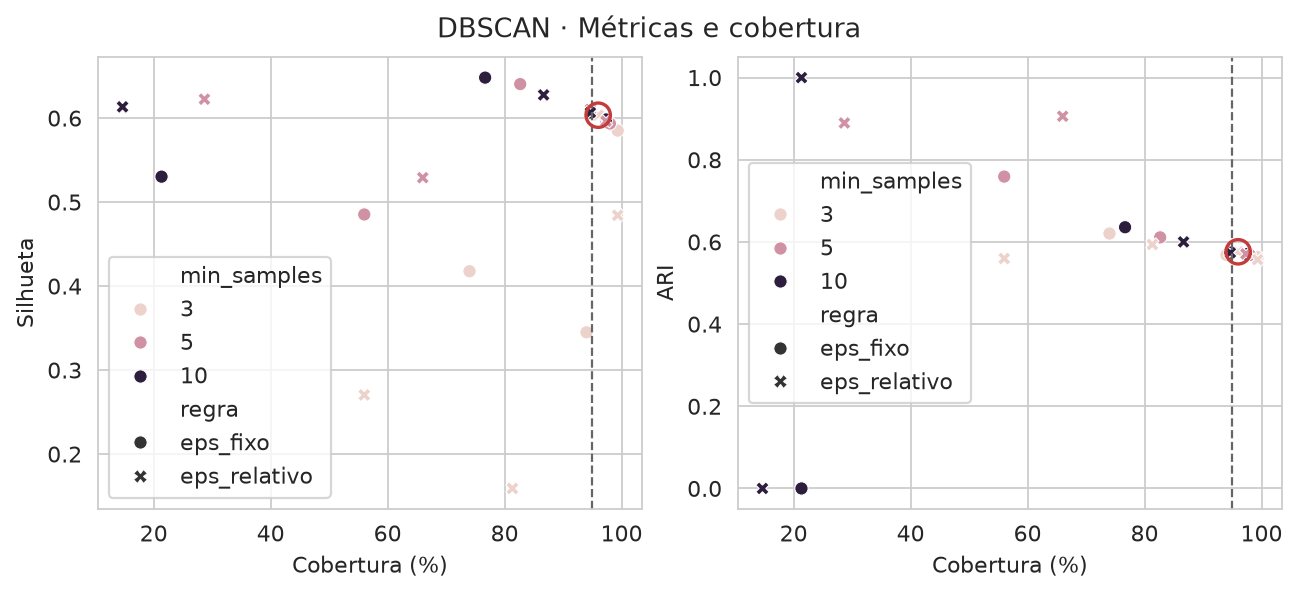 DBSCAN · Métricas e cobertura
Silhueta
0.6
0.5
0.4
0.3
0.2
min_samples
3
5
10
regra
eps_fixo
eps_relativo
20
40
60
80
100
Cobertura (%)
ARI
1.0
0.8
0.6
0.4
0.2
0.0
min_samples
3
5
10
regra
eps_fixo
eps_relativo
20
40
60
80
100
Cobertura (%)